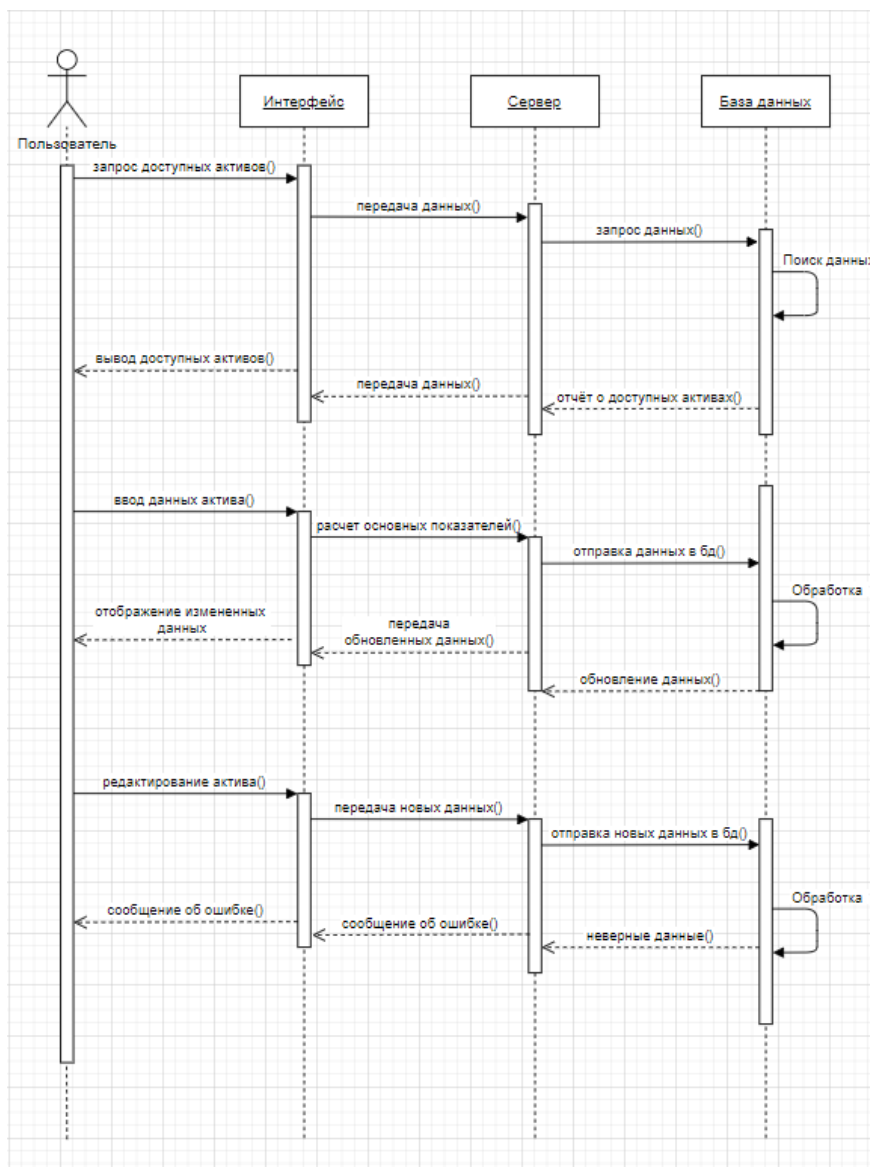 Пользователь
Интерфейс
Сервер
База данных
запрос доступных активов()
передача данных()
запрос данных()
Поиск данных
вывод доступных активов()
передача данных()
отчёт о доступных активах()
ввод данных актива()
расчет основных показателей()
отправка данных в бд()
Обработка
отображение измененных
данных
передача
обновленных данных()
обновление данных()
редактирование актива()
передача новых данных()
отправка новых данных в бд()
Обработка
сообщение об ошибке()
сообщение об ошибке()
неверные данные()